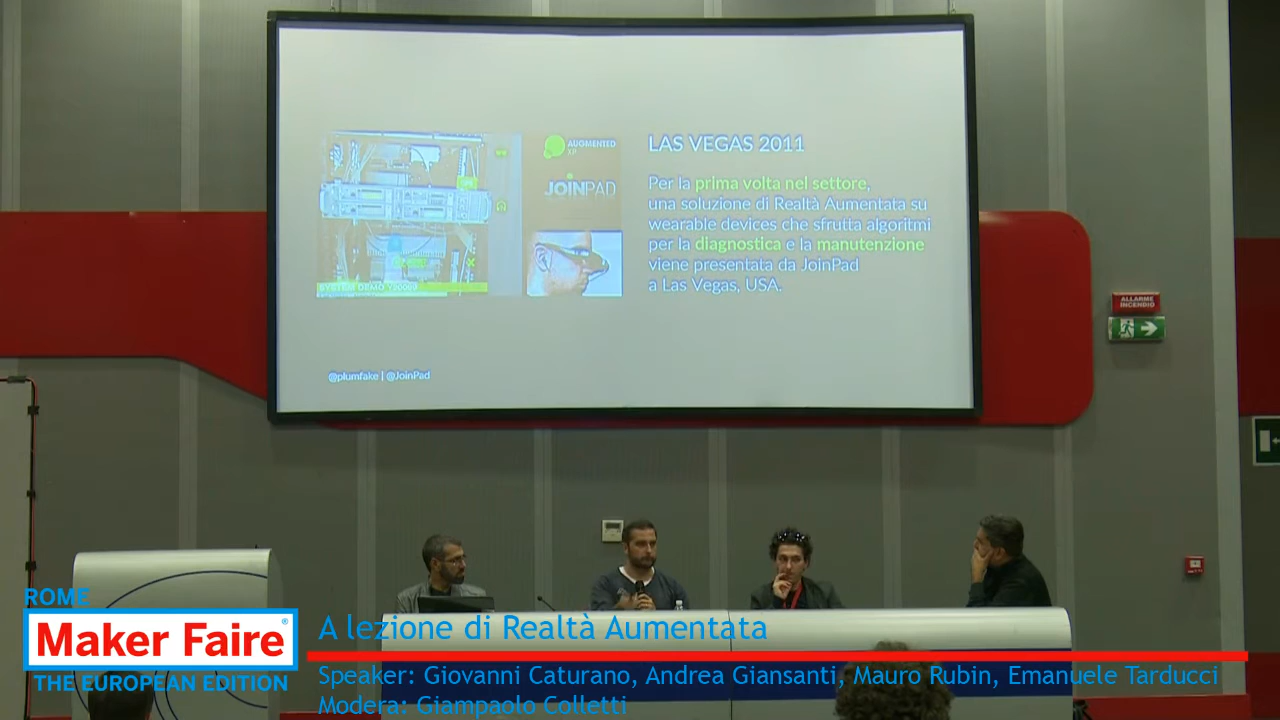 AUGMENTED
XP
JOINPAD
SYSTEM DEMO
LAS VEGAS 2011
Per la prima volta nel settore,
una soluzione di Realtà Aumentata su
wearable devices che sfrutta algoritmi
per la diagnostica e la manutenzione
viene presentata da JoinPad
a Las Vegas, USA.
@plumfake | @JoinPad
ALLARME
INCENDIO
ROME
Maker Faire®
THE EUROPEAN EDITION
A lezione di Realtà Aumentata
Speaker: Giovanni Caturano, Andrea Giansanti, Mauro Rubin, Emanuele Tarducci
Modera: Giampaolo Colletti